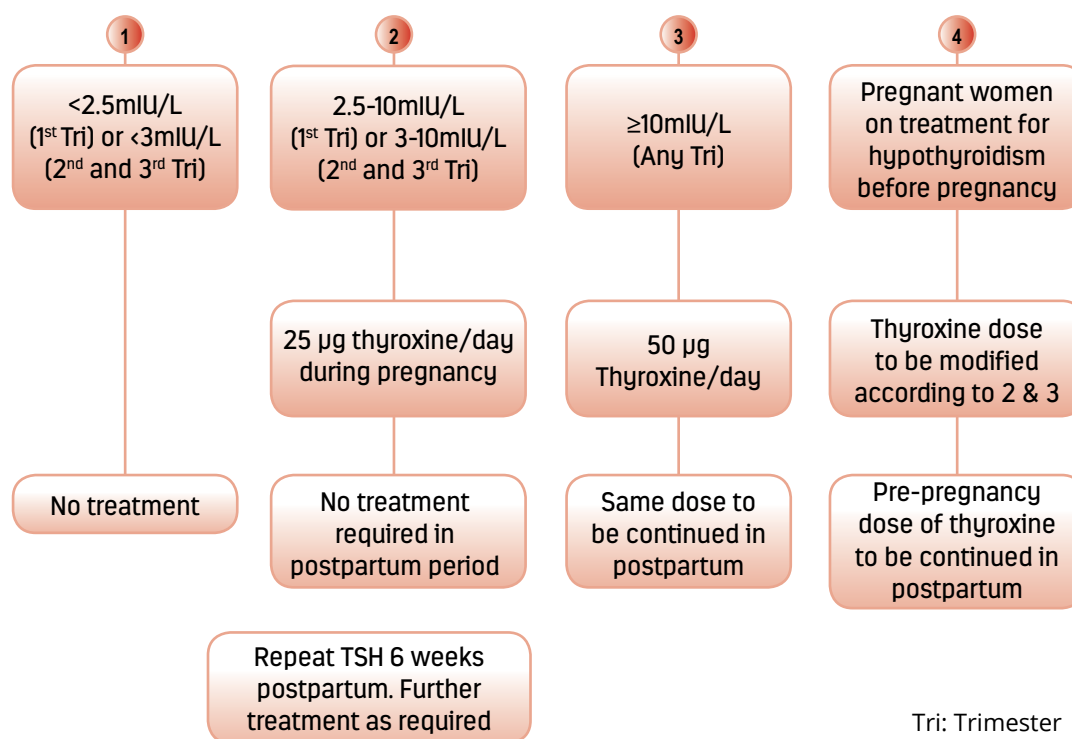 1
<2.5mIU/L
(1st Tri) or <3mIU/L
(2nd and 3rd Tri)
No treatment
2
2.5-10mIU/L
(1st Tri) or 3-10mIU/L
(2nd and 3rd Tri)
25 µg thyroxine/day
during pregnancy
No treatment
required in
postpartum period
Repeat TSH 6 weeks
postpartum. Further
treatment as required
3
≥10mIU/L
(Any Tri)
50 µg
Thyroxine/day
Same dose to
be continued in
postpartum
4
Pregnant women
on treatment for
hypothyroidism
before pregnancy
Thyroxine dose
to be modified
according to 2 & 3
Pre-pregnancy
dose of thyroxine
to be continued in
postpartum
Tri: Trimester